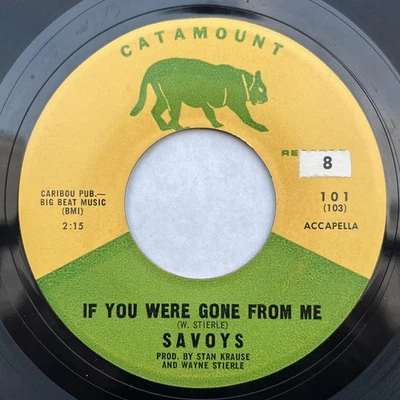 CATAMOUNT
RE
8
CARIBOU PUB.—
BIG BEAT MUSIC
(BMI)
2:15
101
(103)
ACCAPELLA
IF YOU WERE GONE FROM ME
(W. STIERLE)
SAVOYS
PROD. BY STAN KRAUSE
AND WAYNE STIERLE